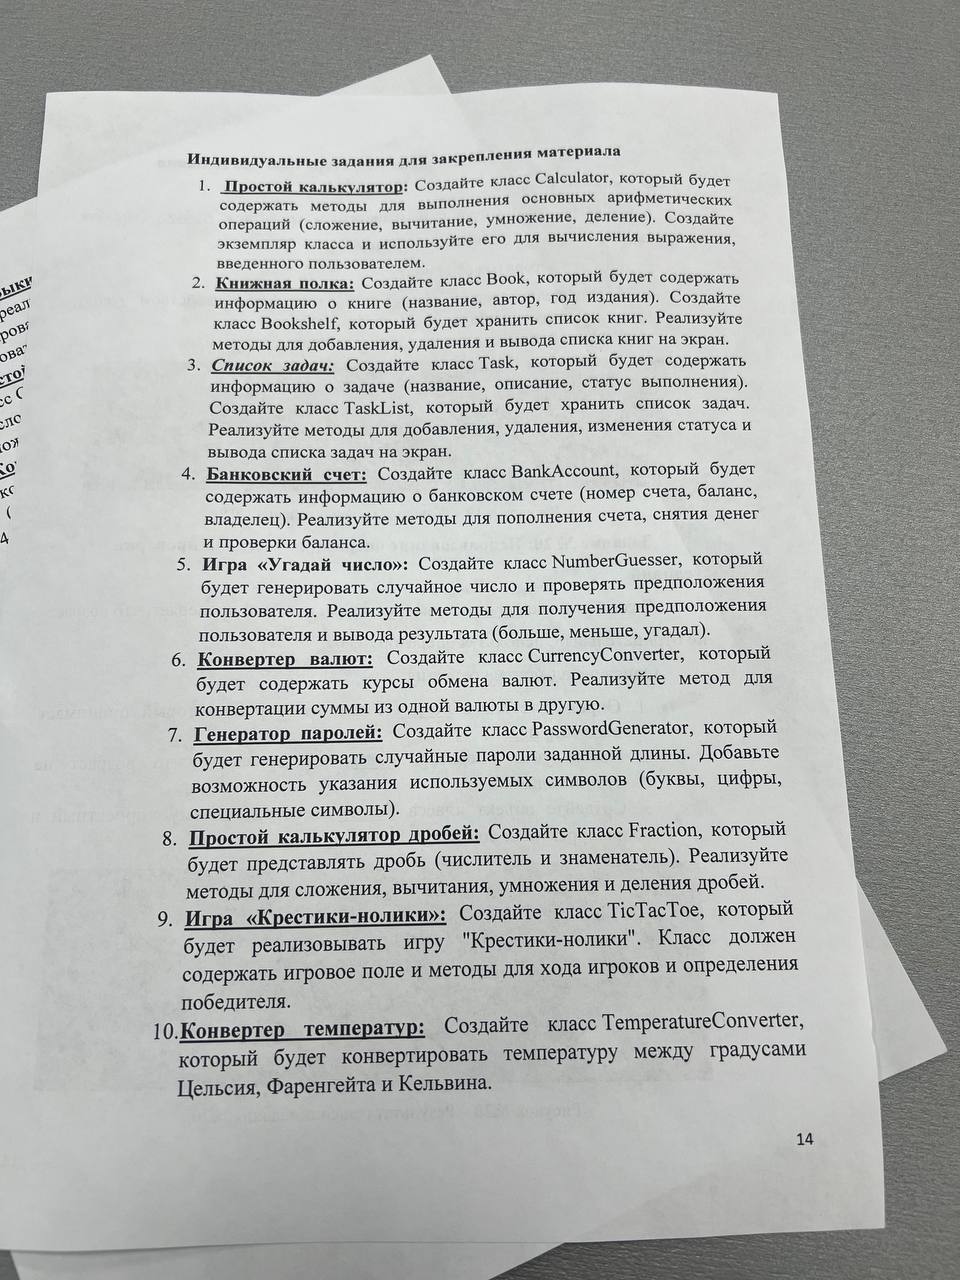 Индивидуальные задания для закрепления материала
1. Простой калькулятор: Создайте класс Calculator, который будет
содержать методы для выполнения основных арифметических
операций (сложение, вычитание, умножение, деление). Создайте
экземпляр класса и используйте его для вычисления выражения,
введенного пользователем.
2. Книжная полка: Создайте класс Book, который будет содержать
информацию о книге (название, автор, год издания). Создайте
класс Bookshelf, который будет хранить список книг. Реализуйте
методы для добавления, удаления и вывода списка книг на экран.
3. Список задач: Создайте класс Task, который будет содержать
информацию о задаче (название, описание, статус выполнения).
Создайте класс TaskList, который будет хранить список задач.
Реализуйте методы для добавления, удаления, изменения статуса и
вывода списка задач на экран.
4. Банковский счет: Создайте класс BankAccount, который будет
содержать информацию о банковском счете (номер счета, баланс,
владелец). Реализуйте методы для пополнения счета, снятия денег
и проверки баланса.
5. Игра «Угадай число»: Создайте класс NumberGuesser, который
будет генерировать случайное число и проверять предположения
пользователя. Реализуйте методы для получения предположения
пользователя и вывода результата (больше, меньше, угадал).
6. Конвертер валют: Создайте класс CurrencyConverter, который
будет содержать курсы обмена валют. Реализуйте метод для
конвертации суммы из одной валюты в другую.
7. Генератор паролей: Создайте класс PasswordGenerator, который
будет генерировать случайные пароли заданной длины. Добавьте
возможность указания используемых символов (буквы, цифры,
специальные символы).
8. Простой калькулятор дробей: Создайте класс Fraction, который
будет представлять дробь (числитель и знаменатель). Реализуйте
методы для сложения, вычитания, умножения и деления дробей.
9. Игра «Крестики-нолики»: Создайте класс TicTacToe, который
будет реализовывать игру "Крестики-нолики". Класс должен
содержать игровое поле и методы для хода игроков и определения
победителя.
10.Конвертер температур: Создайте класс TemperatureConverter,
который будет конвертировать температуру между градусами
Цельсия, Фаренгейта и Кельвина.
14